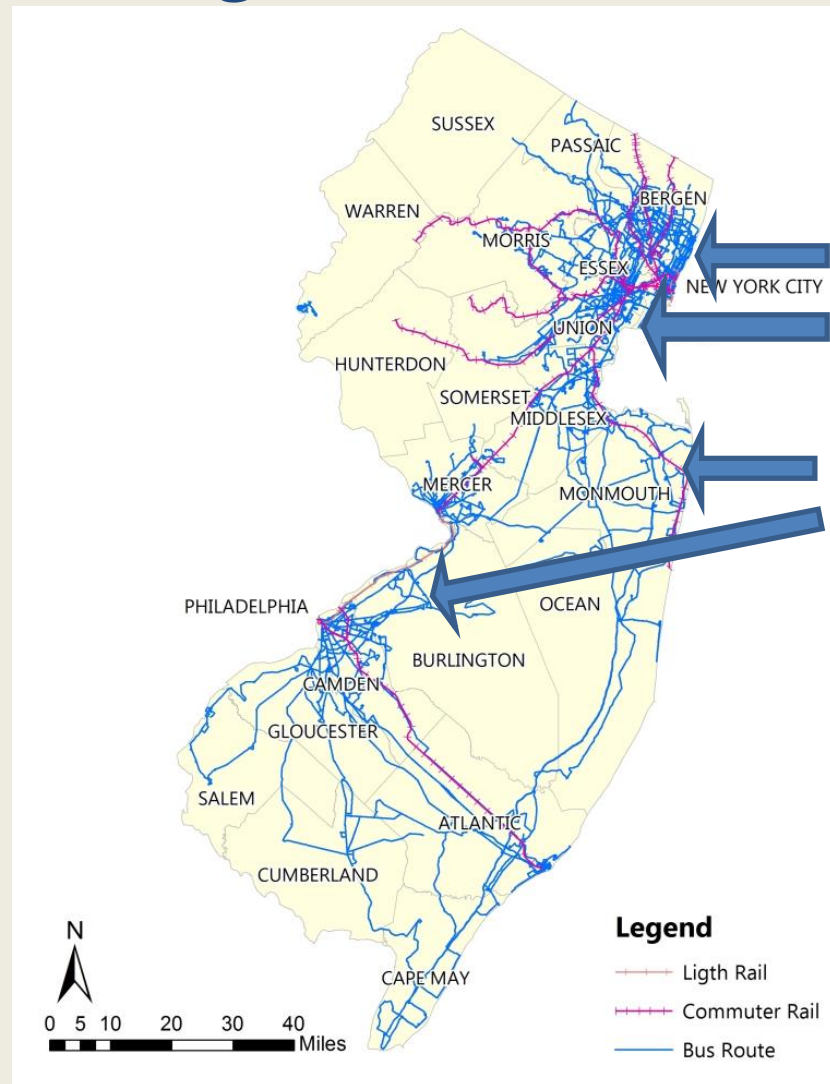 SUSSEX
PASSAIC
BERGEN
WARREN
MORRIS
ESSEX
NEW YORK CITY
UNION
HUNTERDON
SOMERSET
MIDDLESEX
MERCER
MONMOUTH
PHILADELPHIA
OCEAN
BURLINGTON
CAMDEN
GLOUCESTER
SALEM
ATLANTIC
CUMBERLAND
CAPE MAY
N
0 5 10 20 30 40
Miles
Legend
Ligth Rail
Commuter Rail
Bus Route